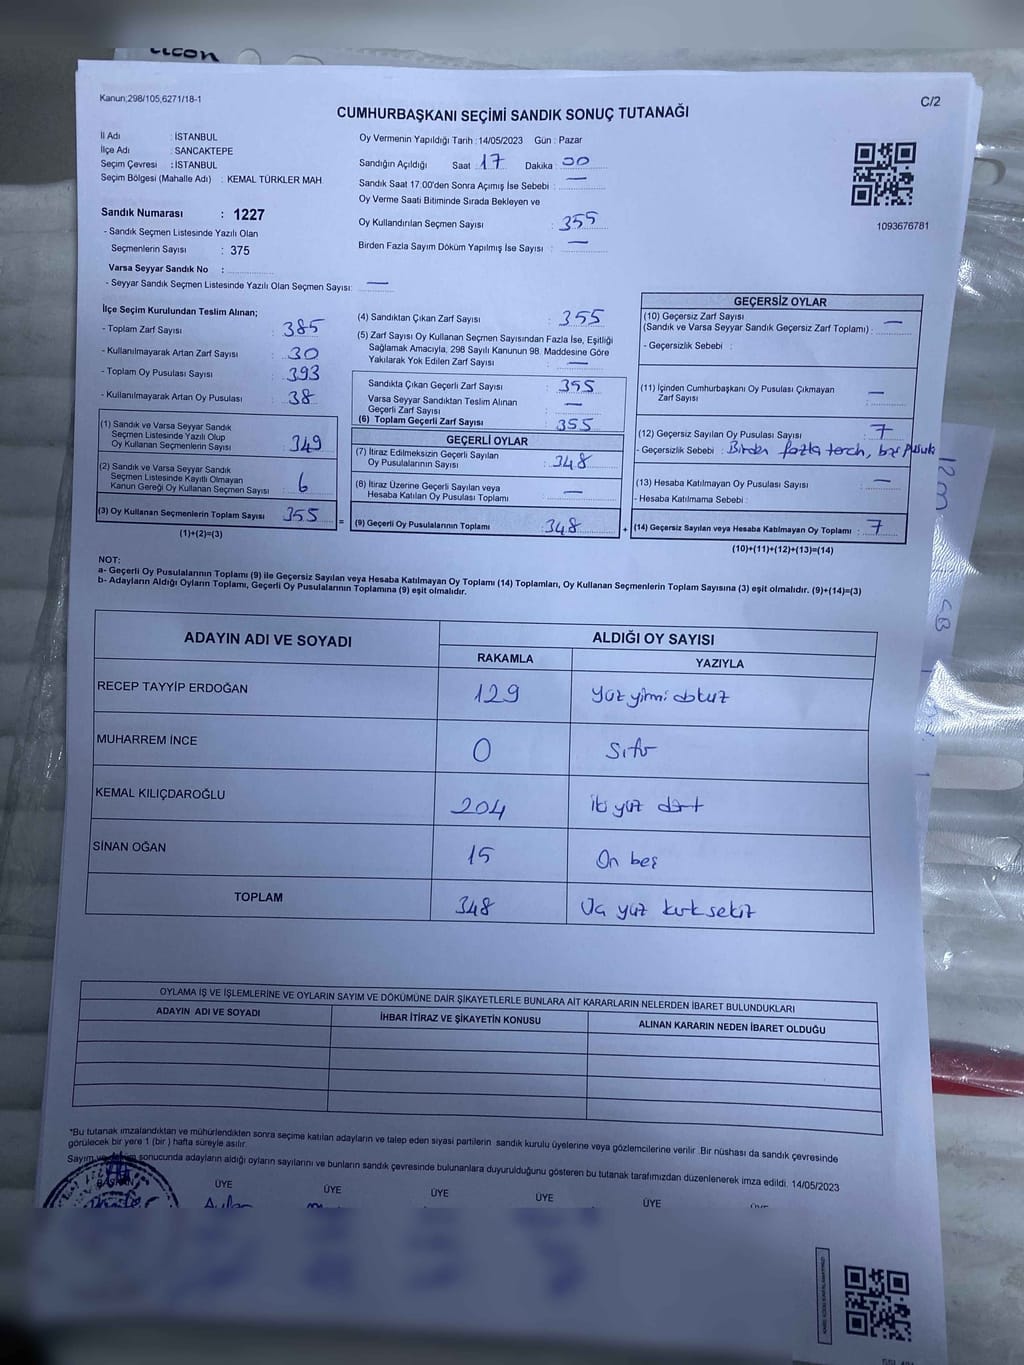 Kanun:298/105,6271/18-1
C/2
CUMHURBAŞKANI SEÇİMİ SANDIK SONUÇ TUTANAĞI
İl Adı : İSTANBUL
İlçe Adı : SANCAKTEPE
Seçim Çevresi : İSTANBUL
Seçim Bölgesi (Mahalle Adı) : KEMAL TÜRKLER MAH.
Sandık Numarası : 1227
- Sandık Seçmen Listesinde Yazılı Olan
Seçmenlerin Sayısı : 375
Varsa Seyyar Sandık No :
- Seyyar Sandık Seçmen Listesinde Yazılı Olan Seçmen Sayısı: —
Oy Vermenin Yapıldığı Tarih : 14/05/2023 Gün : Pazar
Sandığın Açıldığı Saat 17 Dakika : 00
Sandık Saat 17.00'den Sonra Açımış İse Sebebi : —
Oy Verme Saati Bitiminde Sırada Bekleyen ve
Oy Kullandırılan Seçmen Sayısı : 355
Birden Fazla Sayım Döküm Yapılmış İse Sayısı : —
1093676781
İlçe Seçim Kurulundan Teslim Alınan;
- Toplam Zarf Sayısı : 385
- Kullanılmayarak Artan Zarf Sayısı : 30
- Toplam Oy Pusulası Sayısı : 393
- Kullanılmayarak Artan Oy Pusulası : 38
(1) Sandık ve Varsa Seyyar Sandık
Seçmen Listesinde Yazılı Olup
Oy Kullanan Seçmenlerin Sayısı : 349
(2) Sandık ve Varsa Seyyar Sandık
Seçmen Listesinde Kayıtlı Olmayan
Kanun Gereği Oy Kullanan Seçmen Sayısı : 6
(3) Oy Kullanan Seçmenlerin Toplam Sayısı : 355
(1)+(2)=(3)
=
(4) Sandıktan Çıkan Zarf Sayısı : 355
(5) Zarf Sayısı Oy Kullanan Seçmen Sayısından Fazla İse, Eşitliği
Sağlamak Amacıyla, 298 Sayılı Kanunun 98. Maddesine Göre
Yakılarak Yok Edilen Zarf Sayısı : —
Sandıkta Çıkan Geçerli Zarf Sayısı : 355
Varsa Seyyar Sandıktan Teslim Alınan
Geçerli Zarf Sayısı : —
(6) Toplam Geçerli Zarf Sayısı : 355
GEÇERLİ OYLAR
(7) İtiraz Edilmeksizin Geçerli Sayılan
Oy Pusulalarının Sayısı : 348
(8) İtiraz Üzerine Geçerli Sayılan veya
Hesaba Katılan Oy Pusulası Toplamı : —
(9) Geçerli Oy Pusulalarının Toplamı : 348
+
GEÇERSİZ OYLAR
(10) Geçersiz Zarf Sayısı
(Sandık ve Varsa Seyyar Sandık Geçersiz Zarf Toplamı) : —
- Geçersizlik Sebebi :
(11) İçinden Cumhurbaşkanı Oy Pusulası Çıkmayan
Zarf Sayısı : —
(12) Geçersiz Sayılan Oy Pusulası Sayısı : 7
- Geçersizlik Sebebi : Birden fazla terch,
(13) Hesaba Katılmayan Oy Pusulası Sayısı : —
- Hesaba Katılmama Sebebi :
(14) Geçersiz Sayılan veya Hesaba Katılmayan Oy Toplamı : 7
(10)+(11)+(12)+(13)=(14)
NOT:
a- Geçerli Oy Pusulalarının Toplamı (9) ile Geçersiz Sayılan veya Hesaba Katılmayan Oy Toplamı (14) Toplamları, Oy Kullanan Seçmenlerin Toplam Sayısına (3) eşit olmalıdır. (9)+(14)=(3)
b- Adayların Aldığı Oyların Toplamı, Geçerli Oy Pusulalarının Toplamına (9) eşit olmalıdır.
ADAYIN ADI VE SOYADI ALDIĞI OY SAYISI
RAKAMLA YAZIYLA
RECEP TAYYİP ERDOĞAN 129 Yüz yirmi dokuz
MUHARREM İNCE 0 Sıfır
KEMAL KILIÇDAROĞLU 204 iki yüz dört
SİNAN OĞAN 15 On beş
TOPLAM 348 Üç yüz kırk sekiz
OYLAMA İŞ VE İŞLEMLERİNE VE OYLARIN SAYIM VE DÖKÜMÜNE DAİR ŞİKAYETLERLE BUNLARA AİT KARARLARIN NELERDEN İBARET BULUNDUKLARI
ADAYIN ADI VE SOYADI İHBAR İTİRAZ VE ŞİKAYETİN KONUSU ALINAN KARARIN NEDEN İBARET OLDUĞU
*Bu tutanak imzalandıktan ve mühürlendikten sonra seçime katılan adayların ve talep eden siyasi partilerin sandık kurulu üyelerine veya gözlemcilerine verilir. Bir nüshası da sandık çevresinde
görülecek bir yere 1 (bir) hafta süreyle asılır.
Sayım ve döküm sonucunda adayların aldığı oyların sayılarını ve bunların sandık çevresinde bulunanlara duyurulduğunu gösteren bu tutanak tarafımızdan düzenlenerek imza edildi. 14/05/2023
BAŞKAN ÜYE ÜYE ÜYE ÜYE ÜYE ÜYE